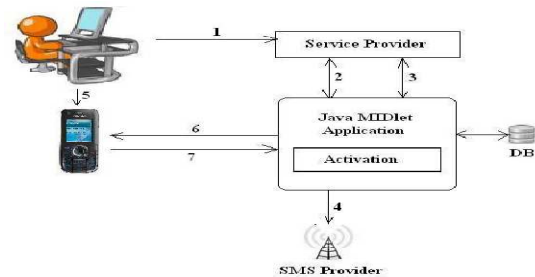 1
Service Provider
2
3
5
Java MIDlet
Application
6
7
Activation
DB
4
SMS Provider